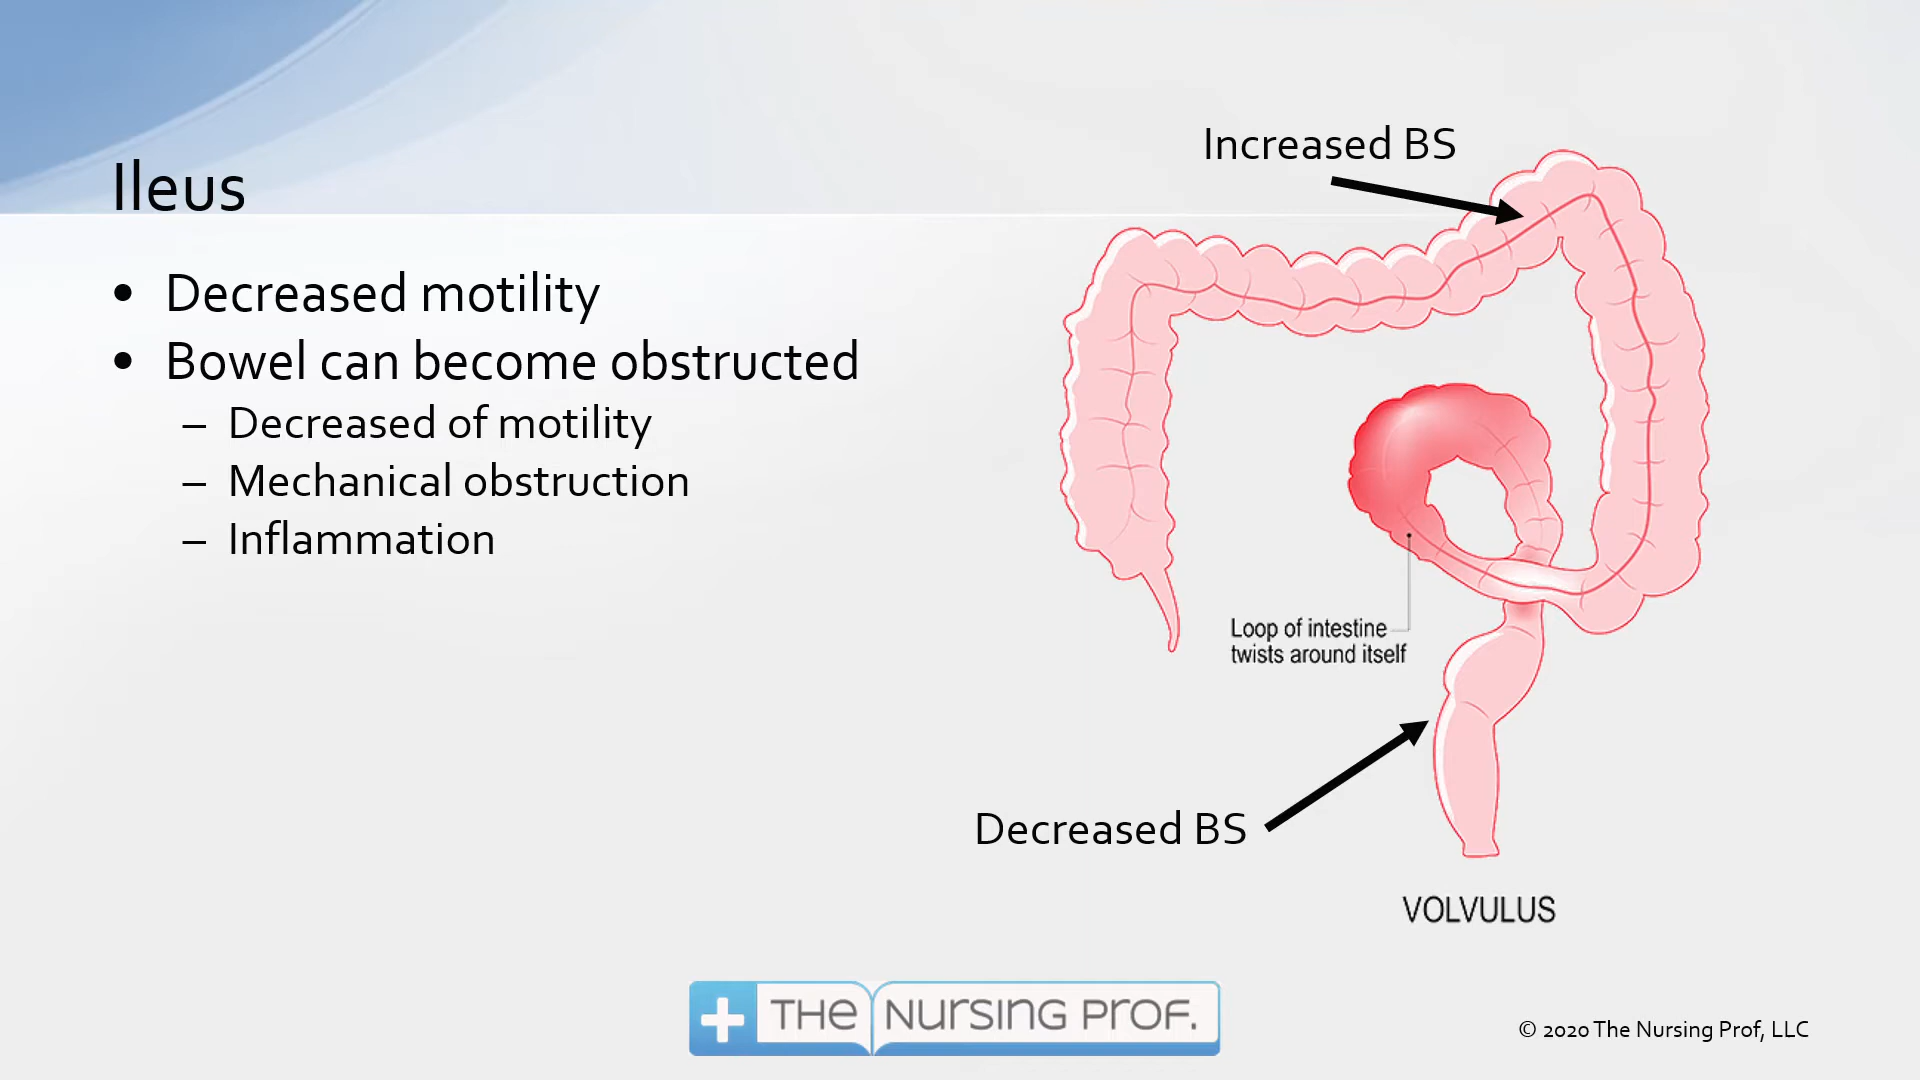 Ileus
• Decreased motility
• Bowel can become obstructed
– Decreased of motility
– Mechanical obstruction
– Inflammation
Increased BS
Loop of intestine
twists around itself
Decreased BS
VOLVULUS
THE NURSING PROF.
© 2020 The Nursing Prof, LLC